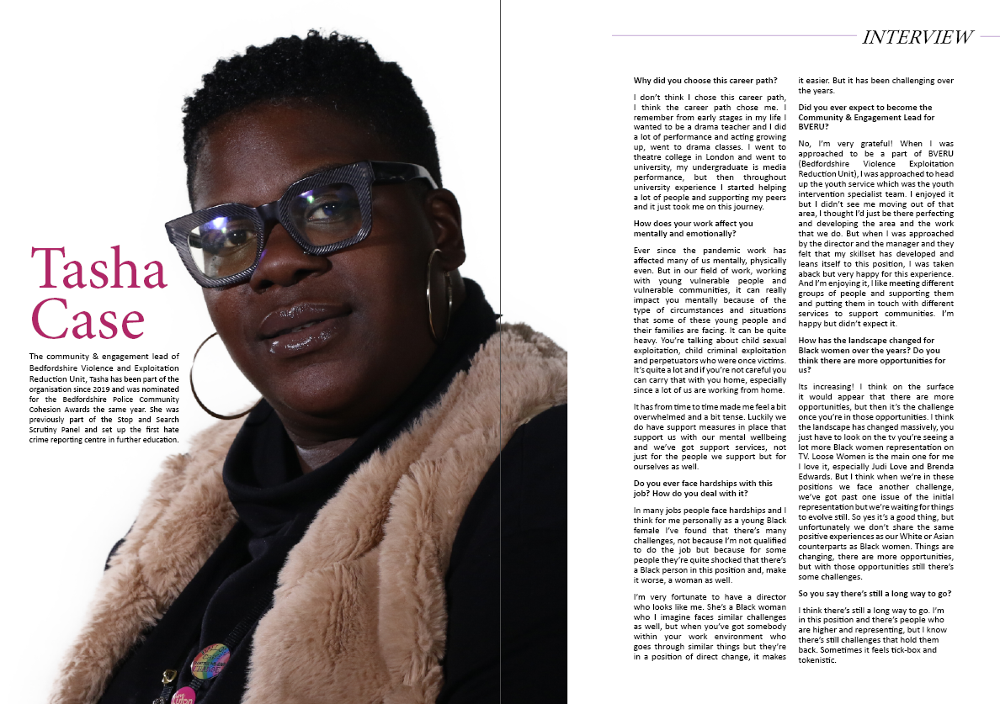 INTERVIEW
Tasha
Case
The community & engagement lead of
Bedfordshire Violence and Exploitation
Reduction Unit, Tasha has been part of the
organisation since 2019 and was nominated
for the Bedfordshire Police Community
Cohesion Awards the same year. She was
previously part of the Stop and Search
Scrutiny Panel and set up the first hate
crime reporting centre in further education.
Why did you choose this career path?
I don't think I chose this career path,
I think the career path chose me. I
remember from early stages in my life I
wanted to be a drama teacher and I did
a lot of performance and acting growing
up, went to drama classes. I went to
theatre college in London and went to
university, my undergraduate is media
performance, but then throughout
university experience I started helping
a lot of people and supporting my peers
and it just took me on this journey.
How does your work affect you
mentally and emotionally?
Ever since the pandemic work has
affected many of us mentally, physically
even. But in our field of work, working
with young vulnerable people and
vulnerable communities, it can really
impact you mentally because of the
type of circumstances and situations
that some of these young people and
their families are facing. It can be quite
heavy. You're talking about child sexual
exploitation, child criminal exploitation
and perpetuators who were once victims.
It's quite a lot and if you're not careful you
can carry that with you home, especially
since a lot of us are working from home.
It has from time to time made me feel a bit
overwhelmed and a bit tense. Luckily we
do have support measures in place that
support us with our mental wellbeing
and we've got support services, not
just for the people we support but for
ourselves as well.
Do you ever face hardships with this
job? How do you deal with it?
In many jobs people face hardships and I
think for me personally as a young Black
female I've found that there's many
challenges, not because I'm not qualified
to do the job but because for some
people they're quite shocked that there's
a Black person in this position and, make
it worse, a woman as well.
I'm very fortunate to have a director
who looks like me. She's a Black woman
who I imagine faces similar challenges
as well, but when you've got somebody
within your work environment who
goes through similar things but they're
in a position of direct change, it makes
it easier. But it has been challenging over
the years.
Did you ever expect to become the
Community & Engagement Lead for
BVERU?
No, I'm very grateful! When I was
approached to be a part of BVERU
(Bedfordshire Violence Exploitation
Reduction Unit), I was approached to head
up the youth service which was the youth
intervention specialist team. I enjoyed it
but I didn't see me moving out of that
area, I thought I'd just be there perfecting
and developing the area and the work
that we do. But when I was approached
by the director and the manager and they
felt that my skillset has developed and
leans itself to this position, I was taken
aback but very happy for this experience.
And I'm enjoying it, I like meeting different
groups of people and supporting them
and putting them in touch with different
services to support communities. I'm
happy but didn't expect it.
How has the landscape changed for
Black women over the years? Do you
think there are more opportunities for
us?
Its increasing! I think on the surface
it would appear that there are more
opportunities, but then it's the challenge
once you're in those opportunities. I think
the landscape has changed massively, you
just have to look on the tv you're seeing a
lot more Black women representation on
TV. Loose Women is the main one for me
I love it, especially Judi Love and Brenda
Edwards. But I think when we're in these
positions we face another challenge,
we've got past one issue of the initial
representation but we're waiting for things
to evolve still. So yes it's a good thing, but
unfortunately we don't share the same
positive experiences as our White or Asian
counterparts as Black women. Things are
changing, there are more opportunities,
but with those opportunities still there's
some challenges.
So you say there's still a long way to go?
I think there's still a long way to go. I'm
in this position and there's people who
are higher and representing, but I know
there's still challenges that hold them
back. Sometimes it feels tick-box and
tokenistic.